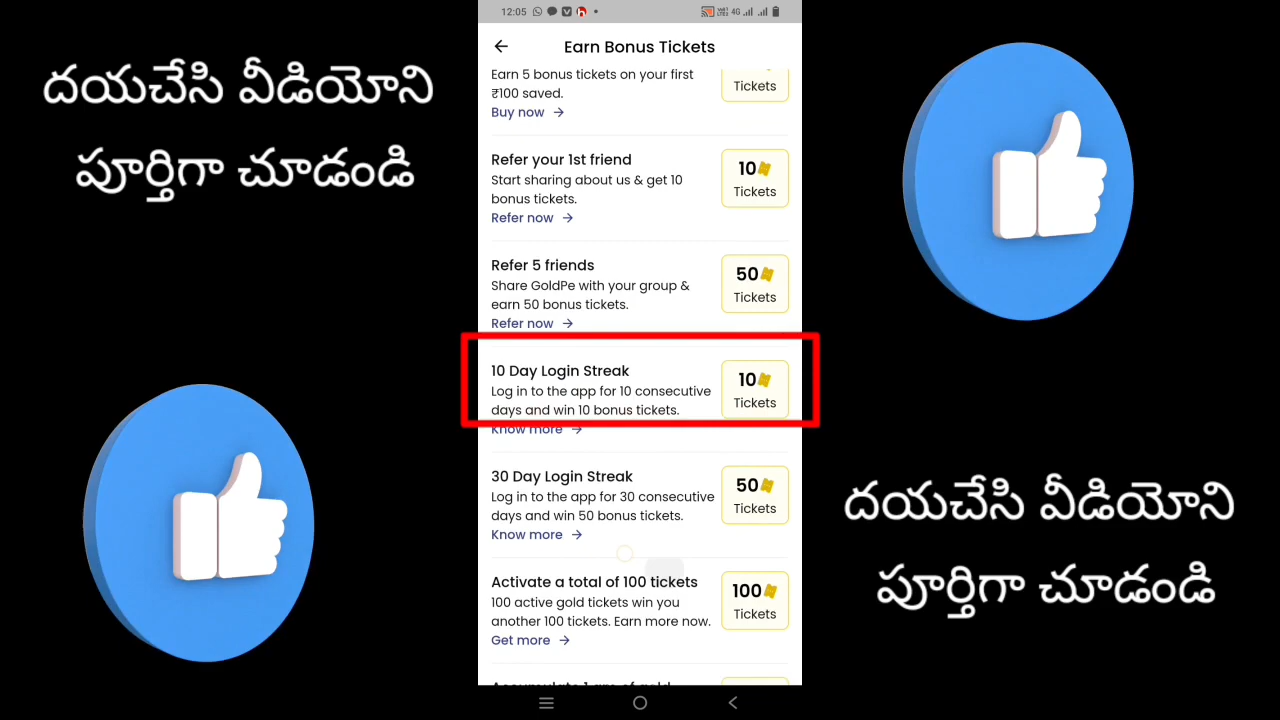 దయచేసి వీడియోని
పూర్తిగా చూడండి
12:05
4G
Earn Bonus Tickets
Earn 5 bonus tickets on your first
₹100 saved.
Buy now →
Tickets
Refer your 1st friend
Start sharing about us & get 10
bonus tickets.
Refer now →
10
Tickets
Refer 5 friends
Share GoldPe with your group &
earn 50 bonus tickets.
Refer now →
50
Tickets
10 Day Login Streak
Log in to the app for 10 consecutive
days and win 10 bonus tickets.
Know more →
10
Tickets
30 Day Login Streak
Log in to the app for 30 consecutive
days and win 50 bonus tickets.
Know more →
50
Tickets
Activate a total of 100 tickets
100 active gold tickets win you
another 100 tickets. Earn more now.
Get more →
100
Tickets
దయచేసి వీడియోని
పూర్తిగా చూడండి